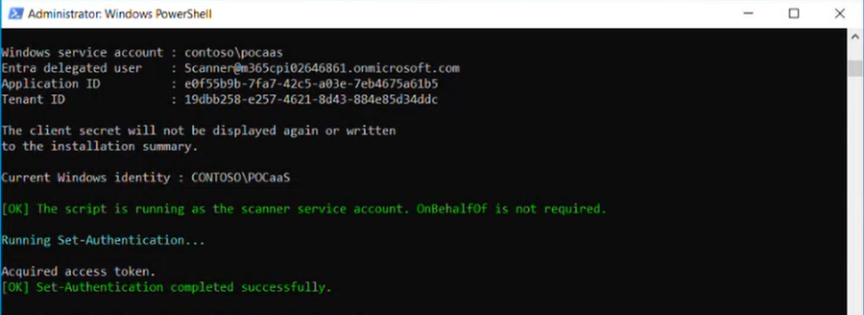 Administrator: Windows PowerShell
Windows service account : contoso\pocaas
Entra delegated user : Scanner@m365cpi02646861.onmicrosoft.com
Application ID : e0f55b9b-7fa7-42c5-a03e-7eb4675a61b5
Tenant ID : 19dbb258-e257-4621-8d43-884e85d34ddc
The client secret will not be displayed again or written
to the installation summary.
Current Windows identity : CONTOSO\POCaaS
[OK] The script is running as the scanner service account. OnBehalfOf is not required.
Running Set-Authentication...
Acquired access token.
[OK] Set-Authentication completed successfully.